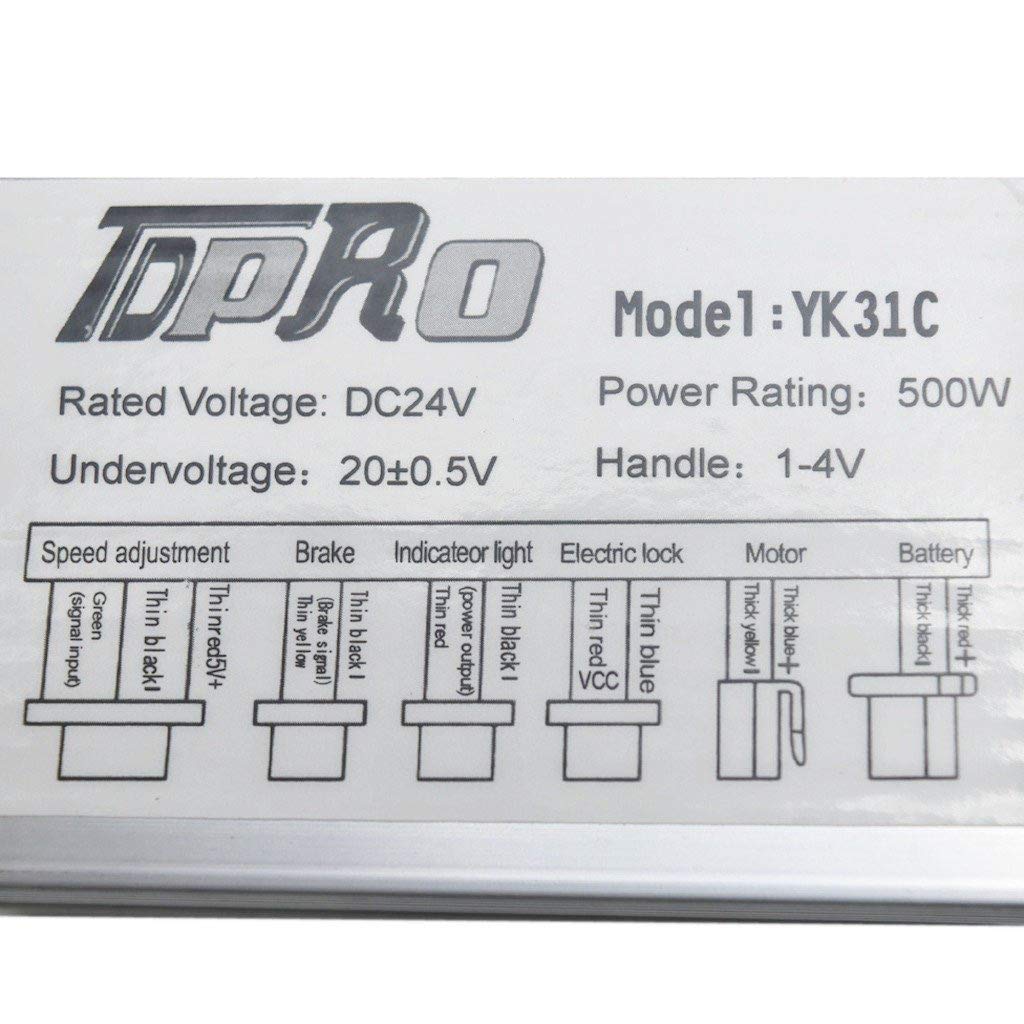 TDPRO
Model:YK31C
Rated Voltage: DC24V
Power Rating: 500W
Undervoltage: 20±0.5V
Handle: 1-4V
Speed adjustment
Brake
Indicateor light
Electric lock
Motor
Battery
Green
(signal input)
Thin black-
Thinred5V+
Thin yellow
(Brake signal)
Thin black-
Thin red
(power output)
Thin black-
Thin red
VCC
Thin blue
Thick yellow-
Thick blue+
Thick black-
Thick red+